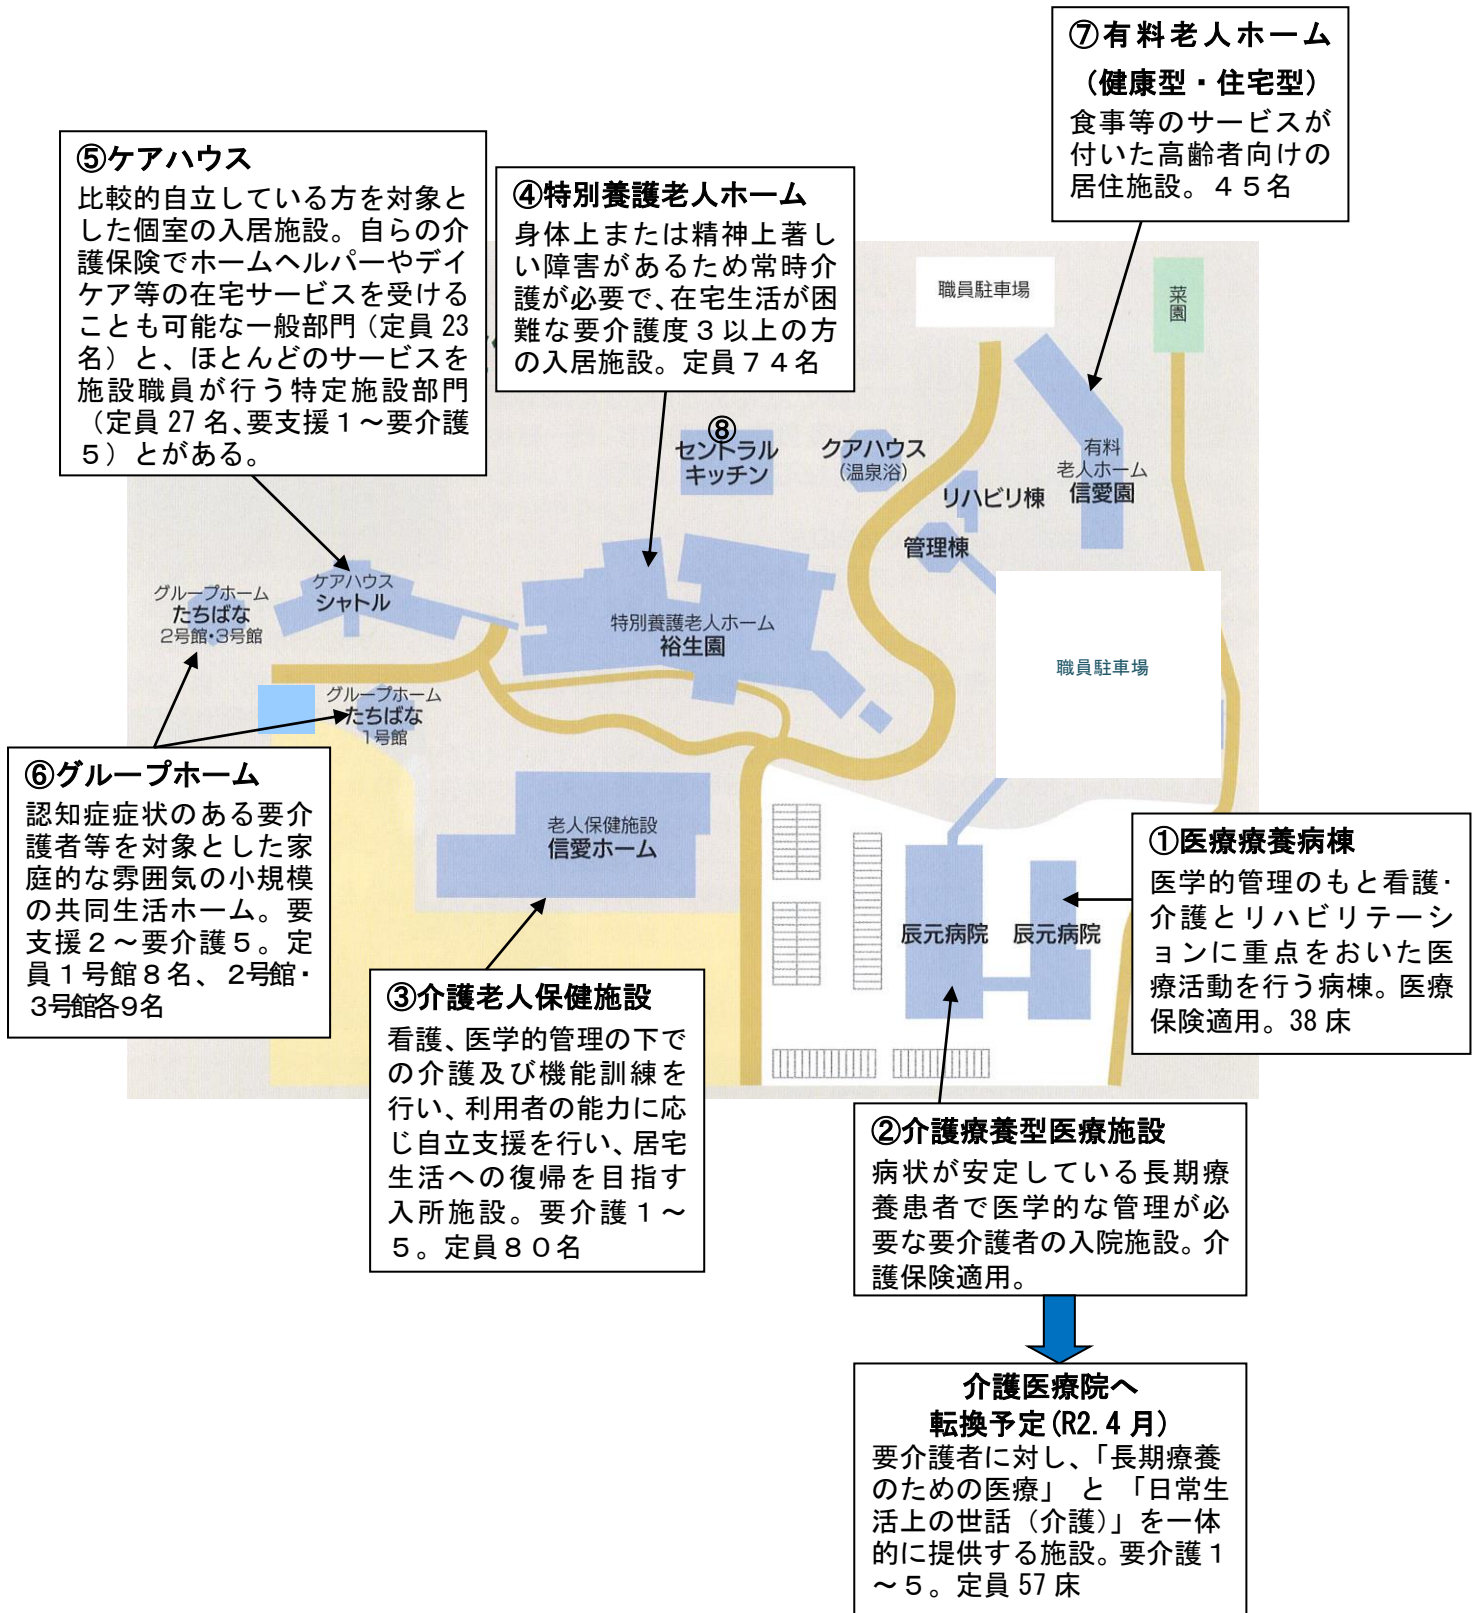 ⑦有料老人ホーム
（健康型・住宅型）
食事等のサービスが
付いた高齢者向けの
居住施設。４５名
⑤ケアハウス
比較的自立している方を対象と
した個室の入居施設。自らの介
護保険でホームヘルパーやデイ
ケア等の在宅サービスを受ける
ことも可能な一般部門（定員 23
名）と、ほとんどのサービスを
施設職員が行う特定施設部門
（定員 27 名、要支援１～要介護
５）とがある。
④特別養護老人ホーム
身体上または精神上著し
い障害があるため常時介
護が必要で、在宅生活が困
難な要介護度３以上の方
の入居施設。定員７４名
職員駐車場
菜園
⑧
セントラル
キッチン
クアハウス
（温泉浴）
リハビリ棟
管理棟
有料
老人ホーム
信愛園
グループホーム
たちばな
2号館・3号館
ケアハウス
シャトル
特別養護老人ホーム
裕生園
職員駐車場
グループホーム
たちばな
1号館
老人保健施設
信愛ホーム
辰元病院
辰元病院
⑥グループホーム
認知症症状のある要介
護者等を対象とした家
庭的な雰囲気の小規模
の共同生活ホーム。要
支援２～要介護５。定
員１号館８名、２号館・
３号館各９名
①医療療養病棟
医学的管理のもと看護・
介護とリハビリテーシ
ョンに重点をおいた医
療活動を行う病棟。医療
保険適用。38 床
③介護老人保健施設
看護、医学的管理の下で
の介護及び機能訓練を
行い、利用者の能力に応
じ自立支援を行い、居宅
生活への復帰を目指す
入所施設。要介護１～
５。定員８０名
②介護療養型医療施設
病状が安定している長期療
養患者で医学的な管理が必
要な要介護者の入院施設。介
護保険適用。
介護医療院へ
転換予定(R2.4 月)
要介護者に対し、「長期療養
のための医療」 と 「日常生
活上の世話（介護）」を一体
的に提供する施設。要介護１
～５。定員 57 床